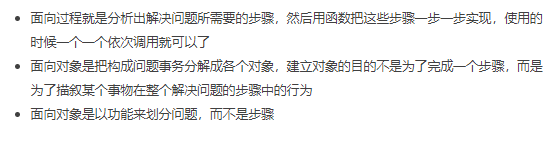 面向过程就是分析出解决问题所需要的步骤，然后用函数把这些步骤一步一步实现，使用的
时候一个一个依次调用就可以了
面向对象是把构成问题事务分解成各个对象，建立对象的目的不是为了完成一个步骤，而是
为了描叙某个事物在整个解决问题的步骤中的行为
面向对象是以功能来划分问题，而不是步骤